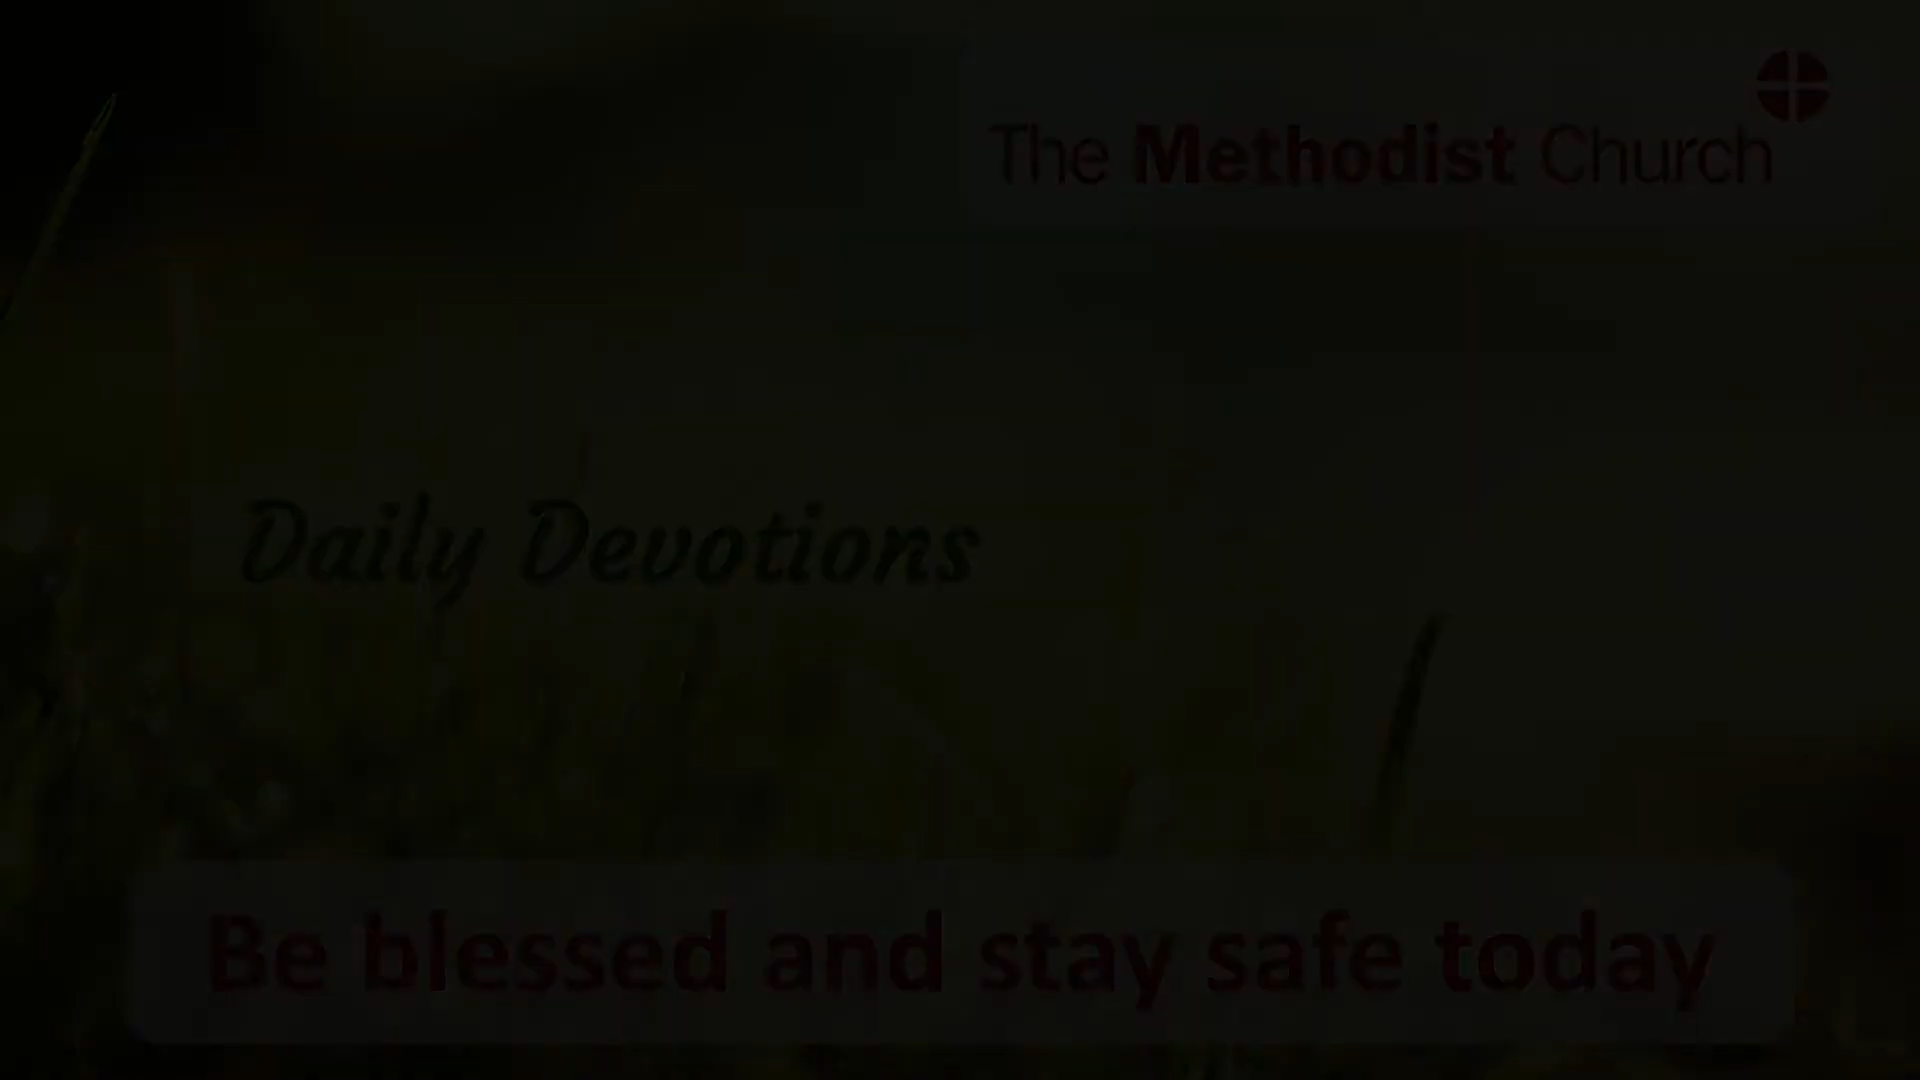 The Methodist Church
Daily Devotions
Be blessed and stay safe today